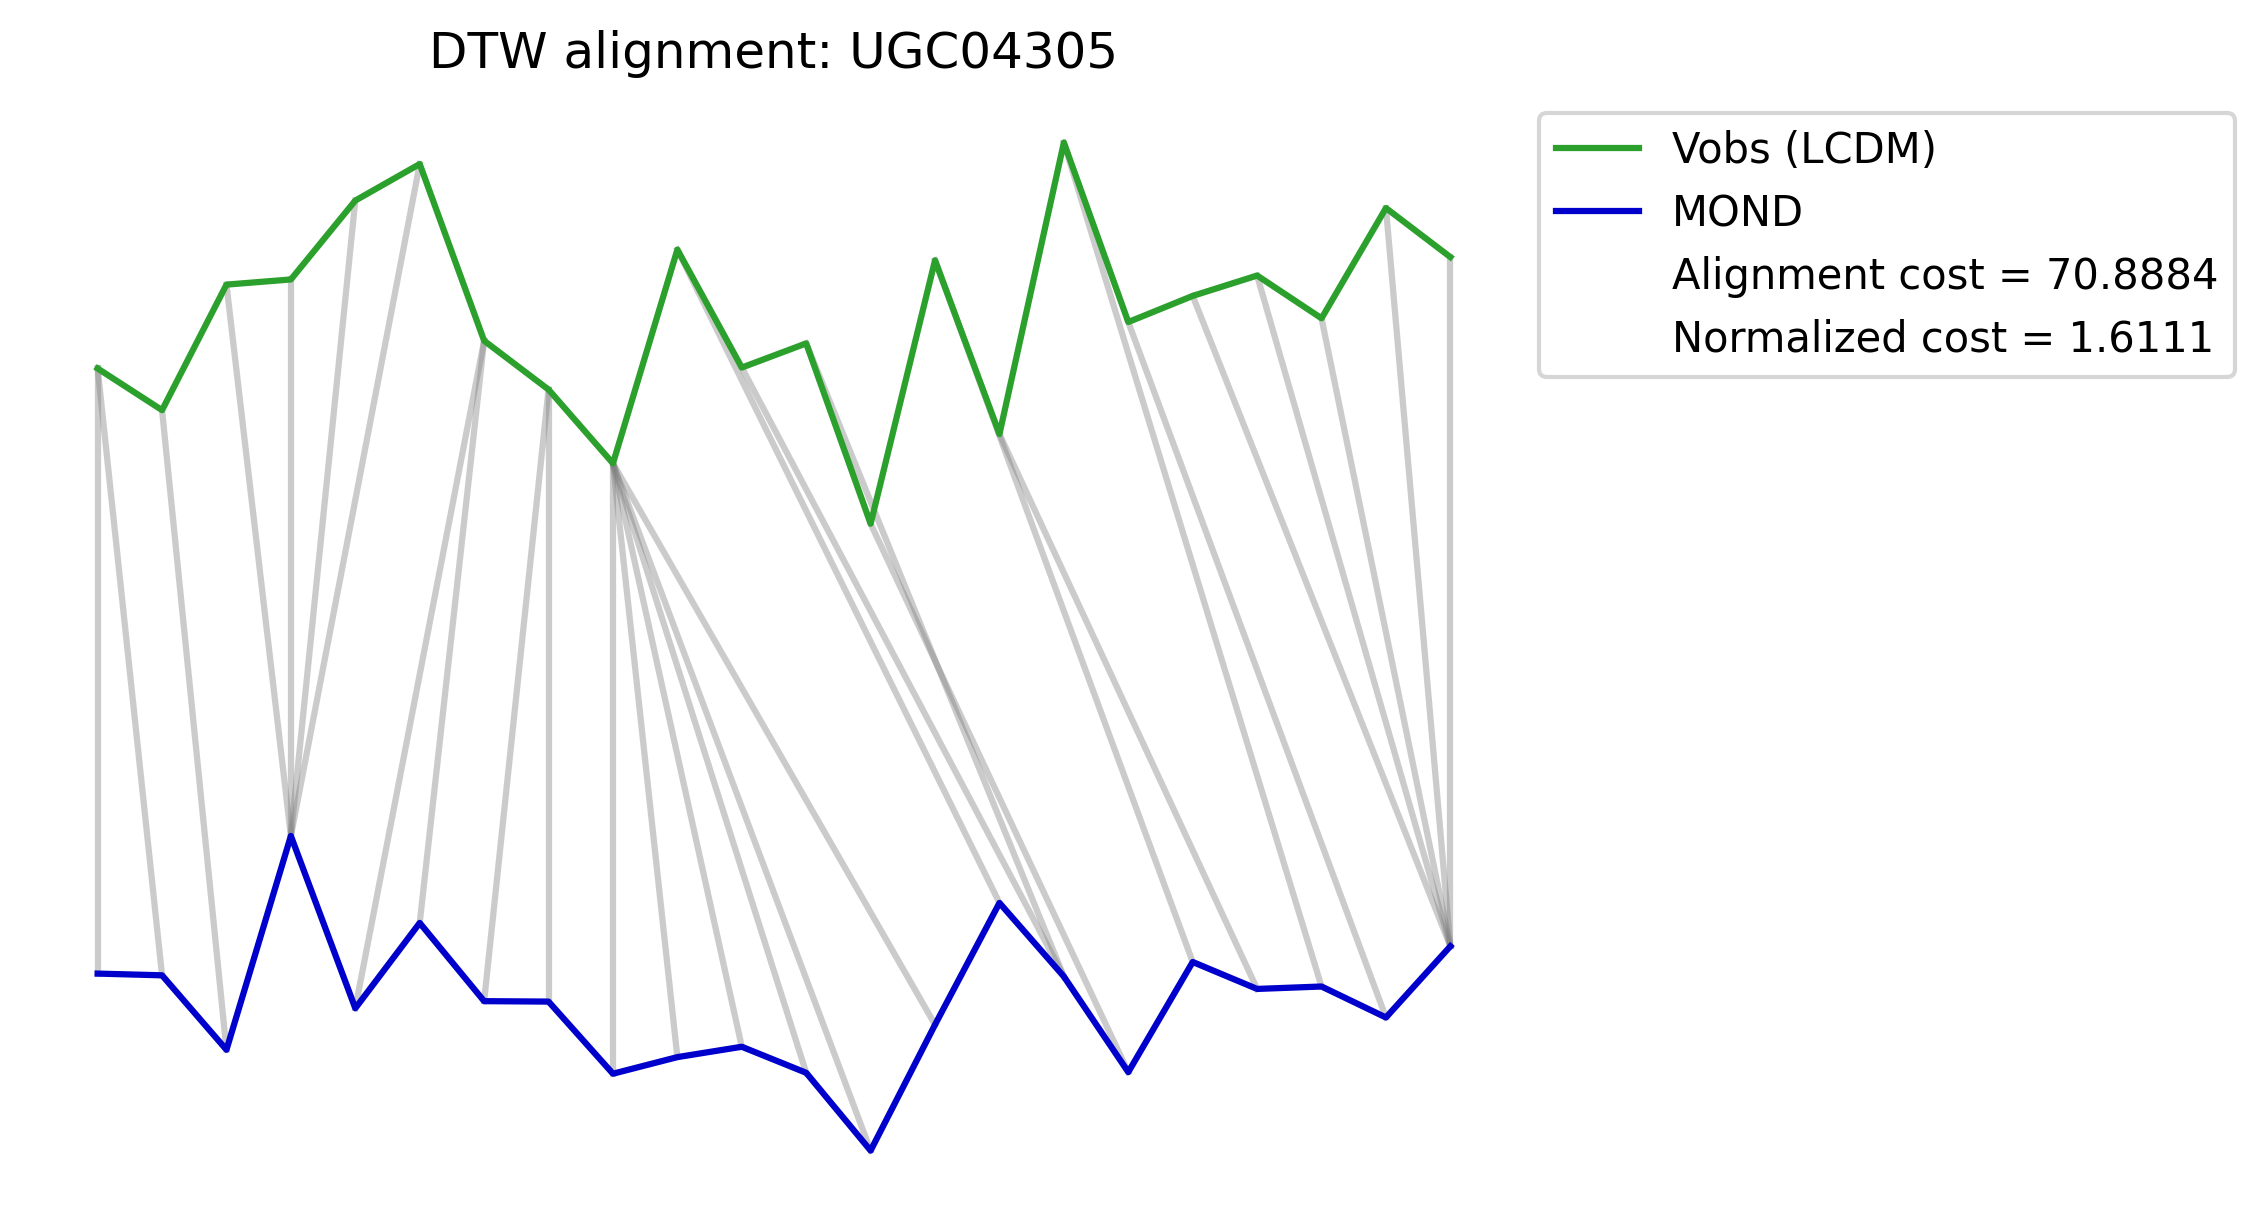 DTW alignment: UGC04305
Vobs (LCDM)
MOND
Alignment cost = 70.8884
Normalized cost = 1.6111